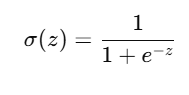 σ(z) = 1 / (1 + e^{-z})